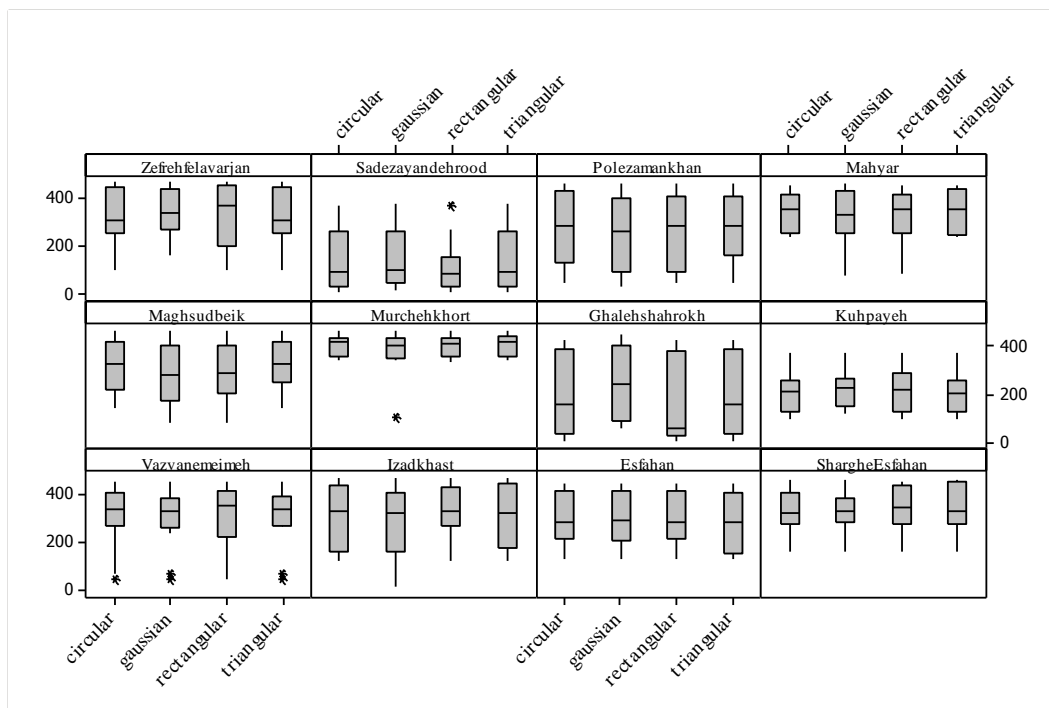 circular gaussian rectangular triangular circular gaussian rectangular triangular
Zefrehfelavarjan Sadezayandehrood Polezamankhan Mahyar
400
200
0
Maghsudbeik Murchehkhort Ghalehshahrokh Kuhpayeh
400
200
0
Vazvanemeimeh Izadkhast Esfahan ShargheEsfahan
400
200
0
circular gaussian rectangular triangular circular gaussian rectangular triangular